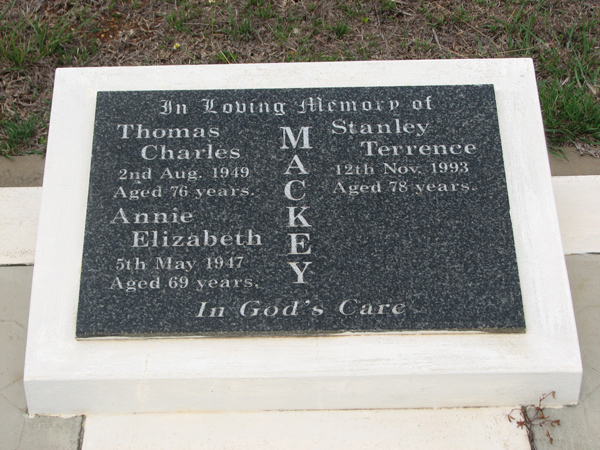 In Loving Memory of
Thomas
Charles
2nd Aug. 1949
Aged 76 years.
Annie
Elizabeth
5th May 1947
Aged 69 years.
MACKEY
Stanley
Terrence
12th Nov. 1993
Aged 78 years.
In God's Care